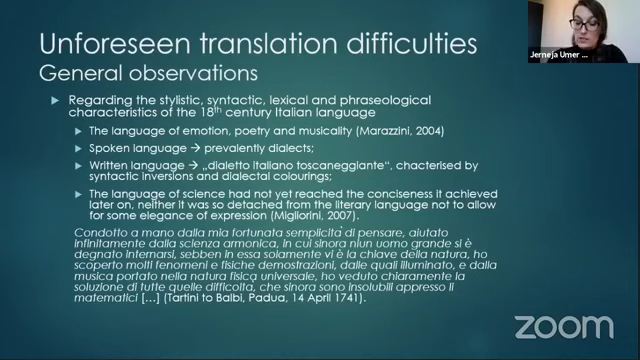 Unforeseen translation difficulties
General observations
Regarding the stylistic, syntactic, lexical and phraseological
characteristics of the 18th century Italian language
The language of emotion, poetry and musicality (Marazzini, 2004)
Spoken language → prevalently dialects;
Written language → „dialetto italiano toscaneggiante“, chacterised by
syntactic inversions and dialectal colourings;
The language of science had not yet reached the conciseness it achieved
later on, neither it was so detached from the literary language not to allow
for some elegance of expression (Migliorini, 2007).
Condotto a mano dalla mia fortunata semplicità di pensare, aiutato
infinitamente dalla scienza armonica, in cui sinora niun uomo grande si è
degnato internarsi, sebben in essa solamente vi è la chiave della natura, ho
scoperto molti fenomeni e fisiche demostrazioni, dalle quali illuminato, e dalla
musica portato nella natura fisica universale, ho veduto chiaramente la
soluzione di tutte quelle difficoltà, che sinora sono insolubili appresso li
matematici […] (Tartini to Balbi, Padua, 14 April 1741).
Jerneja Umer ...
zoom